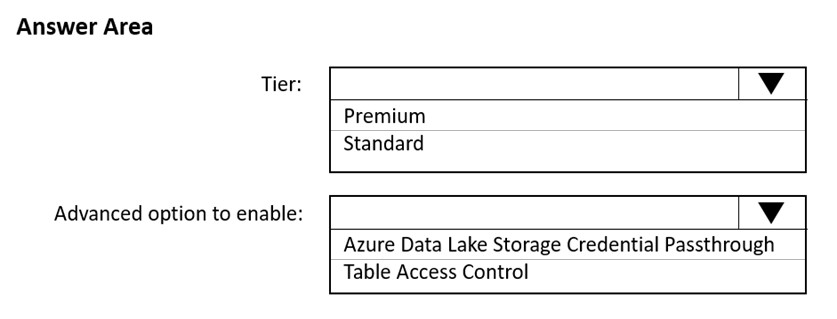 Answer Area
Tier:
Premium
Standard
Advanced option to enable:
Azure Data Lake Storage Credential Passthrough
Table Access Control